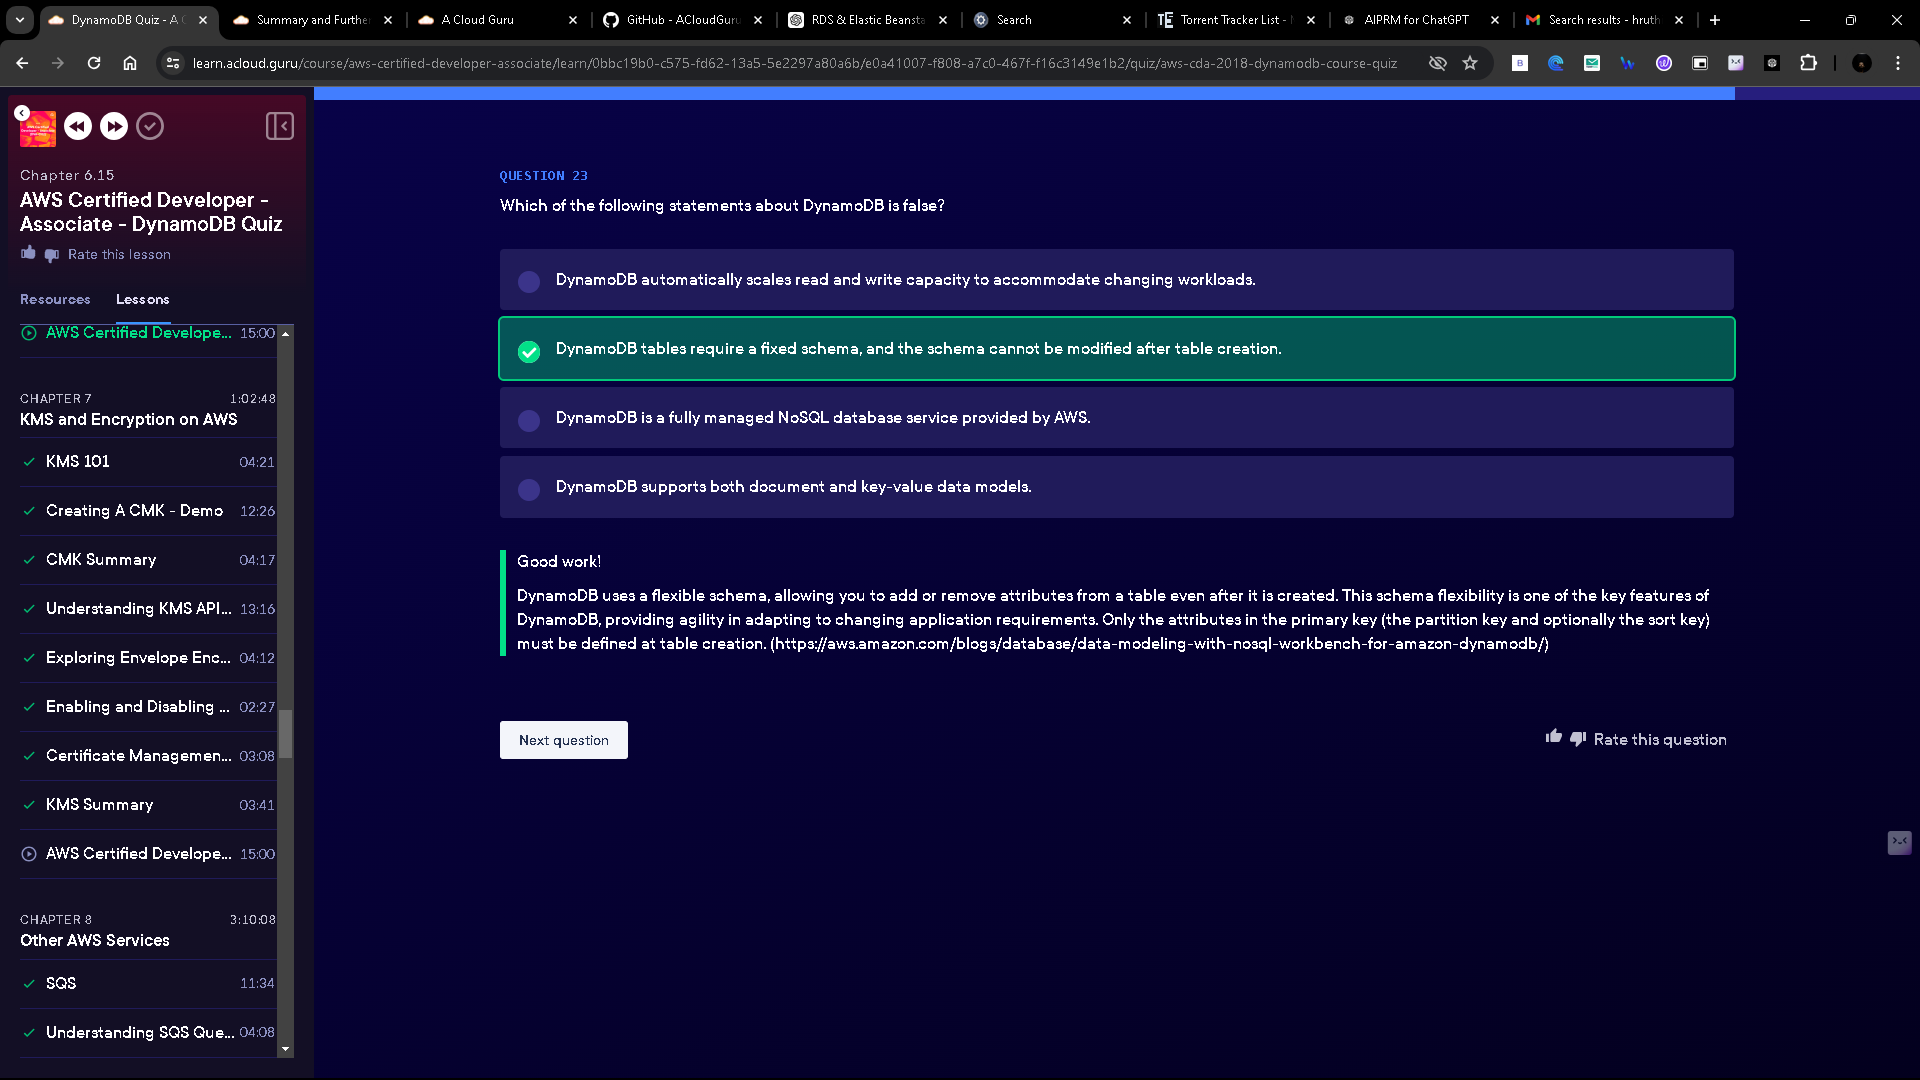 DynamoDB Quiz - A C
Summary and Further
A Cloud Guru
GitHub - ACloudGuru
RDS & Elastic Beansta
Search
Torrent Tracker List -
AIPRM for ChatGPT
Search results - hruth
learn.acloud.guru/course/aws-certified-developer-associate/learn/0bbc19b0-c575-fd62-13a5-5e2297a80a6b/e0a41007-f808-a7c0-467f-f16c3149e1b2/quiz/aws-cda-2018-dynamodb-course-quiz
Chapter 6.15
AWS Certified Developer -
Associate - DynamoDB Quiz
Rate this lesson
Resources
Lessons
AWS Certified Develope... 15:00
CHAPTER 7 1:02:48
KMS and Encryption on AWS
KMS 101 04:21
Creating A CMK - Demo 12:26
CMK Summary 04:17
Understanding KMS API... 13:16
Exploring Envelope Enc... 04:12
Enabling and Disabling ... 02:27
Certificate Managemen... 03:08
KMS Summary 03:41
AWS Certified Develope... 15:00
CHAPTER 8 3:10:08
Other AWS Services
SQS 11:34
Understanding SQS Que... 04:08
QUESTION 23
Which of the following statements about DynamoDB is false?
DynamoDB automatically scales read and write capacity to accommodate changing workloads.
DynamoDB tables require a fixed schema, and the schema cannot be modified after table creation.
DynamoDB is a fully managed NoSQL database service provided by AWS.
DynamoDB supports both document and key-value data models.
Good work!
DynamoDB uses a flexible schema, allowing you to add or remove attributes from a table even after it is created. This schema flexibility is one of the key features of
DynamoDB, providing agility in adapting to changing application requirements. Only the attributes in the primary key (the partition key and optionally the sort key)
must be defined at table creation. (https://aws.amazon.com/blogs/database/data-modeling-with-nosql-workbench-for-amazon-dynamodb/)
Next question
Rate this question